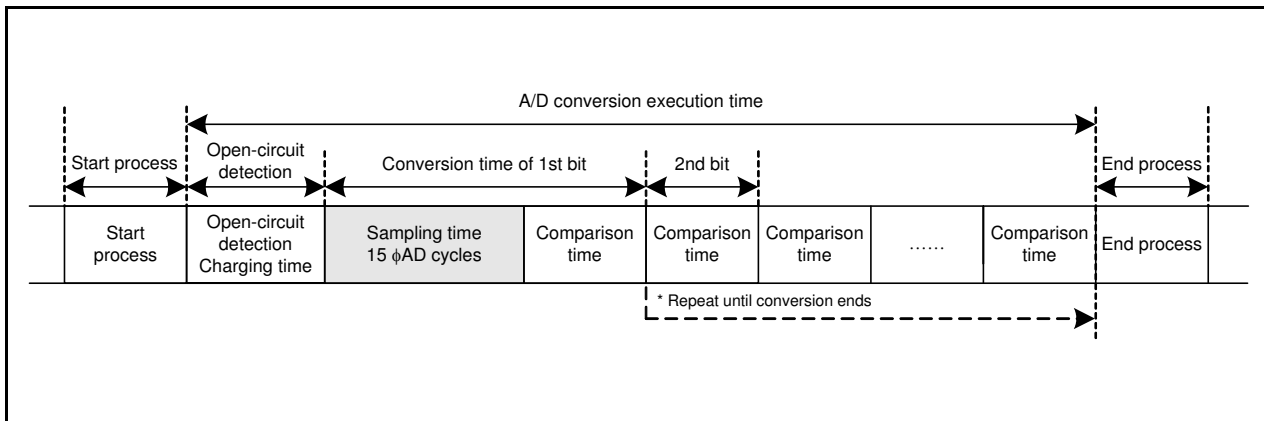 A/D conversion execution time
Start process
Open-circuit
detection
Conversion time of 1st bit
2nd bit
End process
Start
process
Open-circuit
detection
Charging time
Sampling time
15 ϕAD cycles
Comparison
time
Comparison
time
Comparison
time
……
Comparison
time
End process
* Repeat until conversion ends